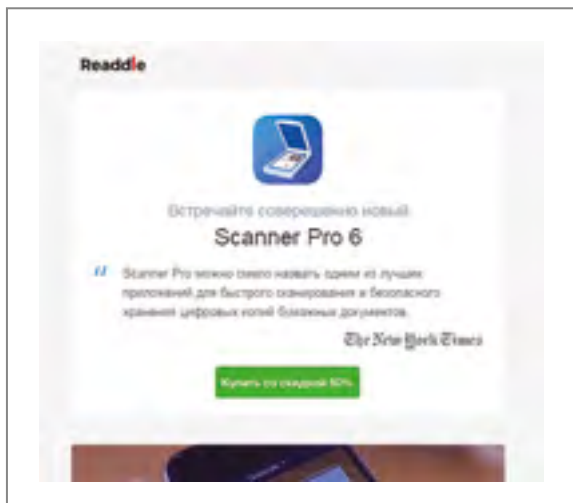 Readdle
Встречайте совершенно новый
Scanner Pro 6
Scanner Pro можно смело назвать одним из лучших
приложений для быстрого сканирования и безопасного
хранения цифровых копий бумажных документов.
The New York Times
Купить со скидкой 50%